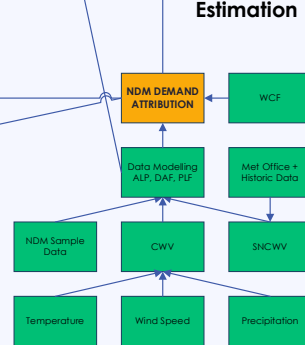 Estimation
NDM DEMAND
ATTRIBUTION
WCF
Data Modelling
ALP, DAF, PLF
Met Office +
Historic Data
NDM Sample
Data
CWV
SNCWV
Temperature
Wind Speed
Precipitation